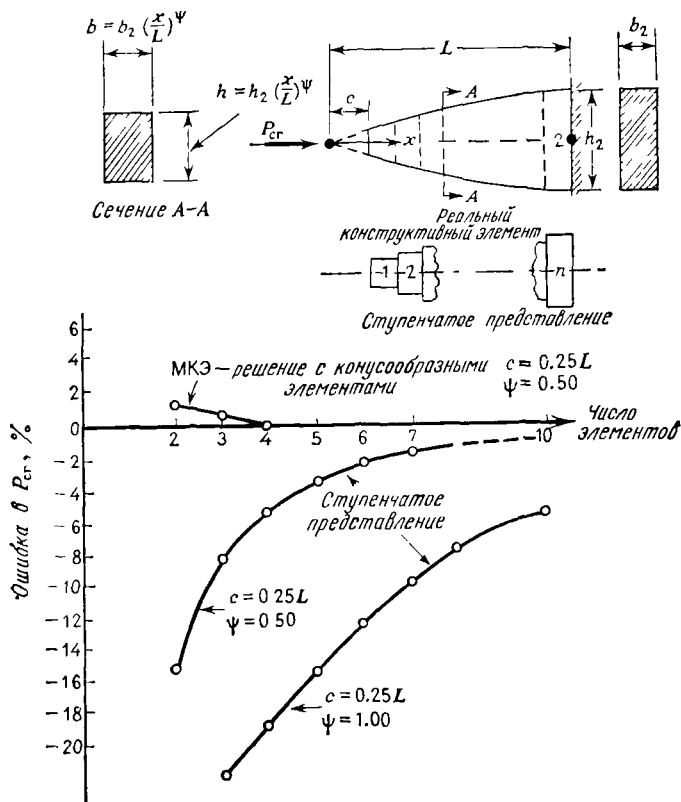 b = b₂ (x/L)^ψ
h = h₂ (x/L)^ψ
Сечение А-А
P_cr
L
c
A
x
A
2
h₂
b₂
Реальный
конструктивный элемент
-1
-2
-n
Ступенчатое представление
Ошибка в P_cr, %
6
4
2
0
-2
-4
-6
-8
-10
-12
-14
-16
-18
-20
МКЭ — решение с конусообразными
элементами
c = 0.25L
ψ = 0.50
2 3 4 5 6 7 10
Число
элементов
Ступенчатое
представление
c = 0 25L
ψ = 0 50
c = 0.25L
ψ = 1.00